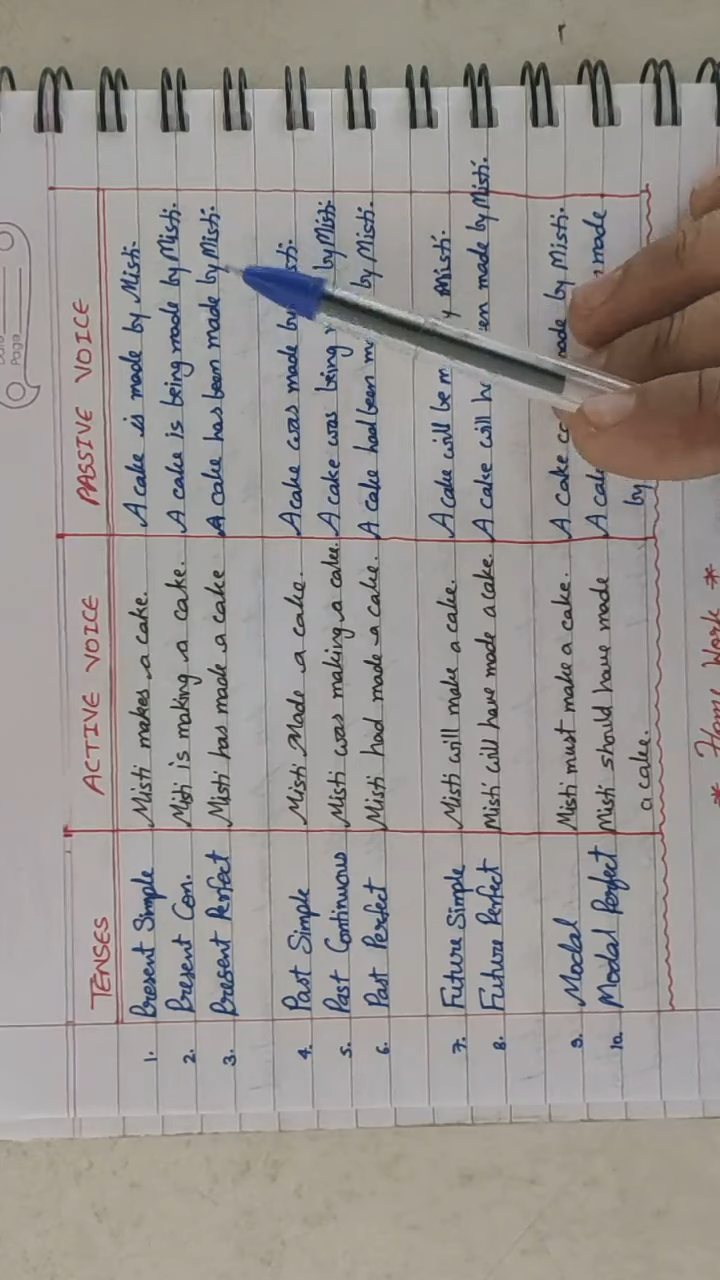 Page
TENSES ACTIVE VOICE PASSIVE VOICE
1. Present Simple Misti makes a cake. A cake is made by Misti.
2. Present Con. Misti is making a cake. A cake is being made by Misti.
3. Present Perfect Misti has made a cake A cake has been made by Misti.
4. Past Simple Misti Made a cake. A cake was made
5. Past Continuous Misti was making a cake. A cake was being by Misti.
6. Past Perfect Misti had made a cake. A cake had been by Misti.
7. Future Simple Misti will make a cake. A cake will be Misti.
8. Future Perfect Misti will have made a cake. A cake will made by Misti.
9. Modal Misti must make a cake. A cake made by Misti.
10. Modal Perfect Misti should have made A cake made
a cake. by
* Home Work *